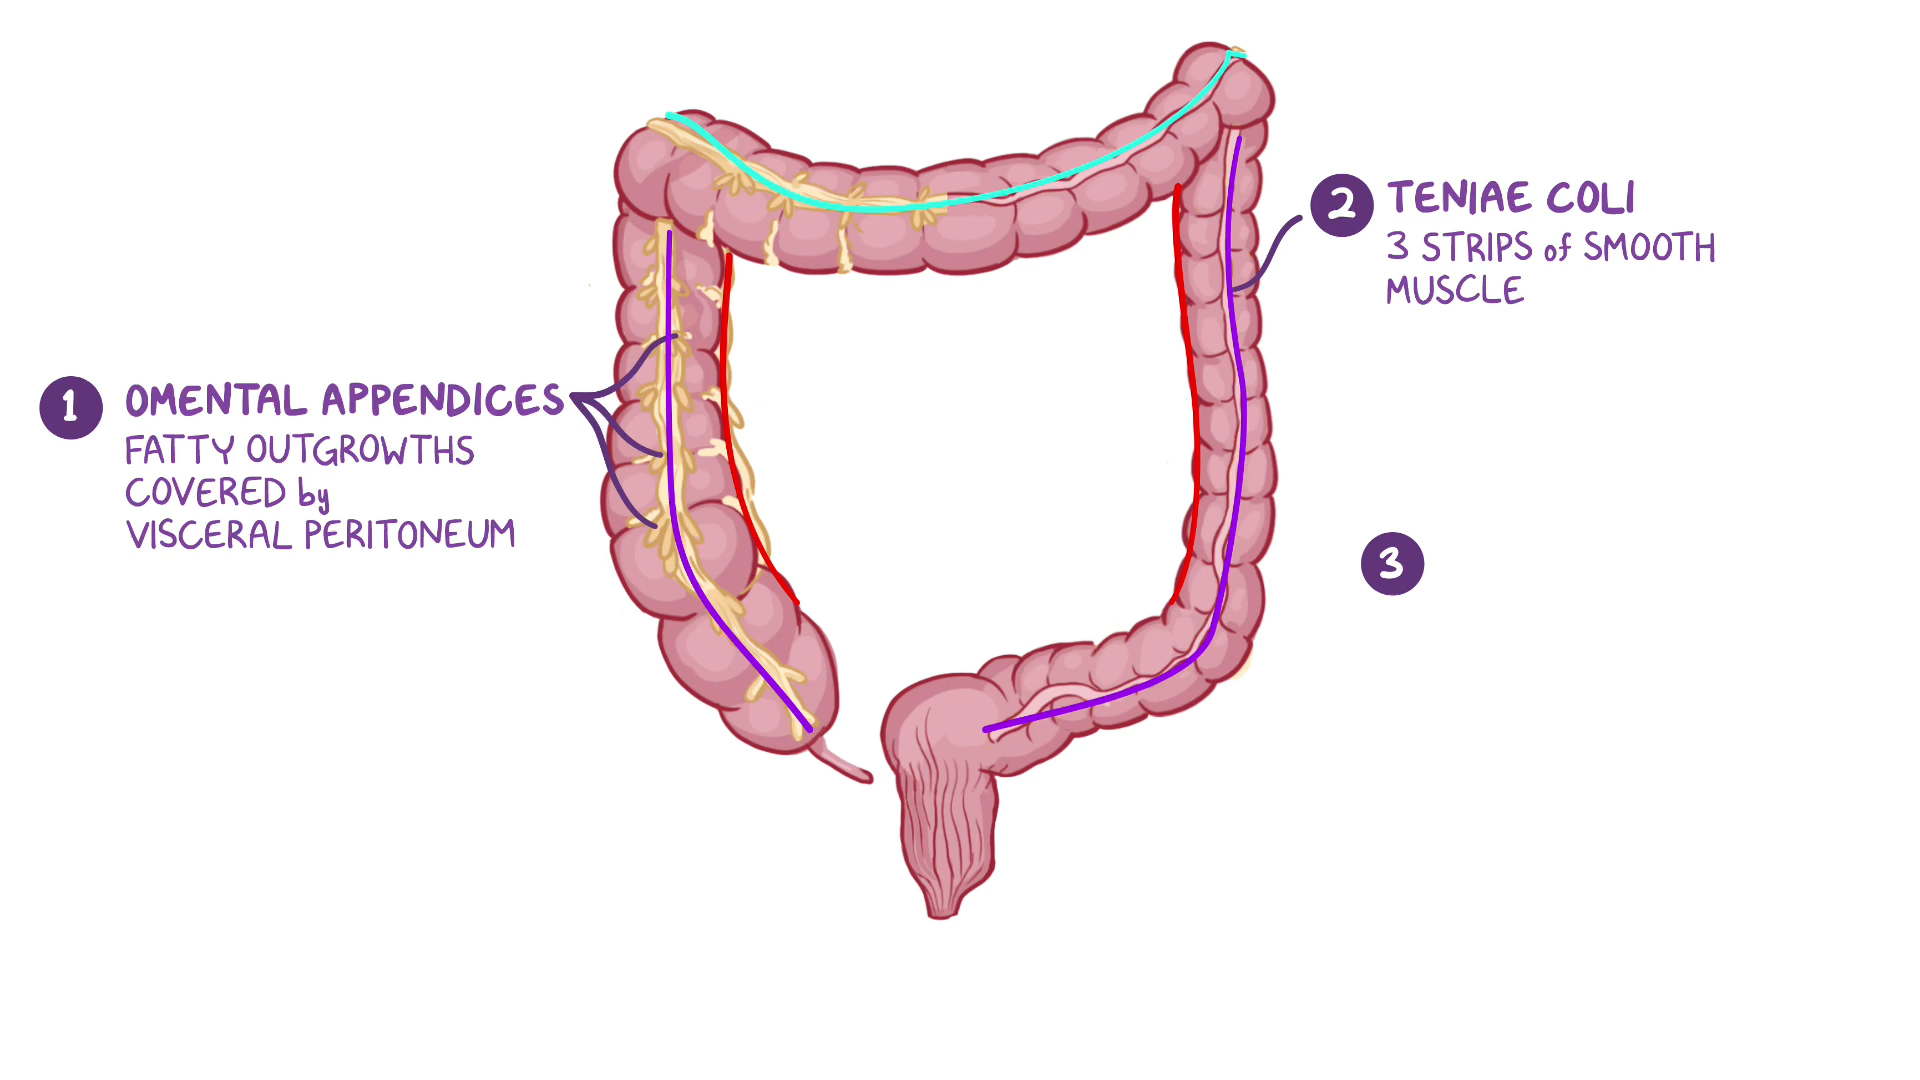 1 OMENTAL APPENDICES
FATTY OUTGROWTHS
COVERED by
VISCERAL PERITONEUM
2 TENIAE COLI
3 STRIPS of SMOOTH
MUSCLE
3